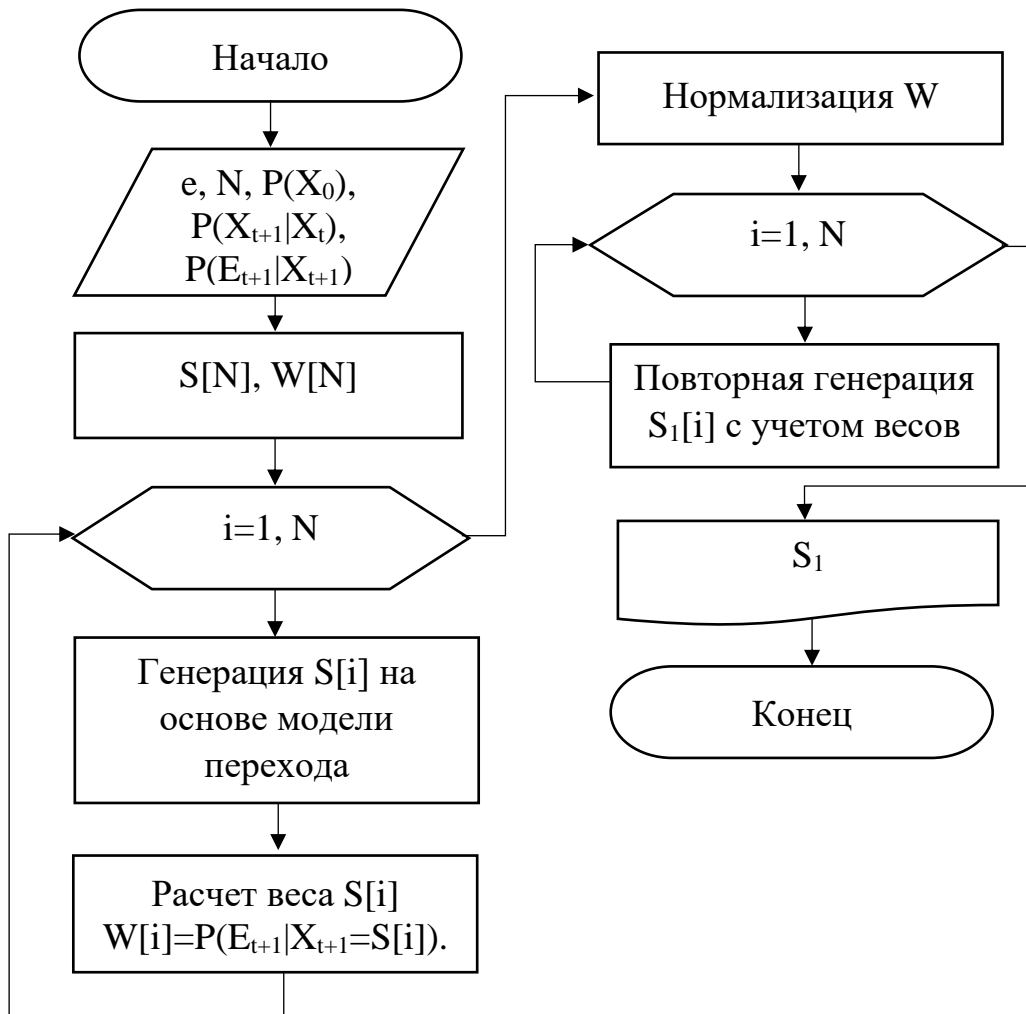 Начало
e, N, P(X₀),
P(Xₜ₊₁|Xₜ),
P(Eₜ₊₁|Xₜ₊₁)
S[N], W[N]
i=1, N
Генерация S[i] на
основе модели
перехода
Расчет веса S[i]
W[i]=P(Eₜ₊₁|Xₜ₊₁=S[i]).
Нормализация W
i=1, N
Повторная генерация
S₁[i] с учетом весов
S₁
Конец